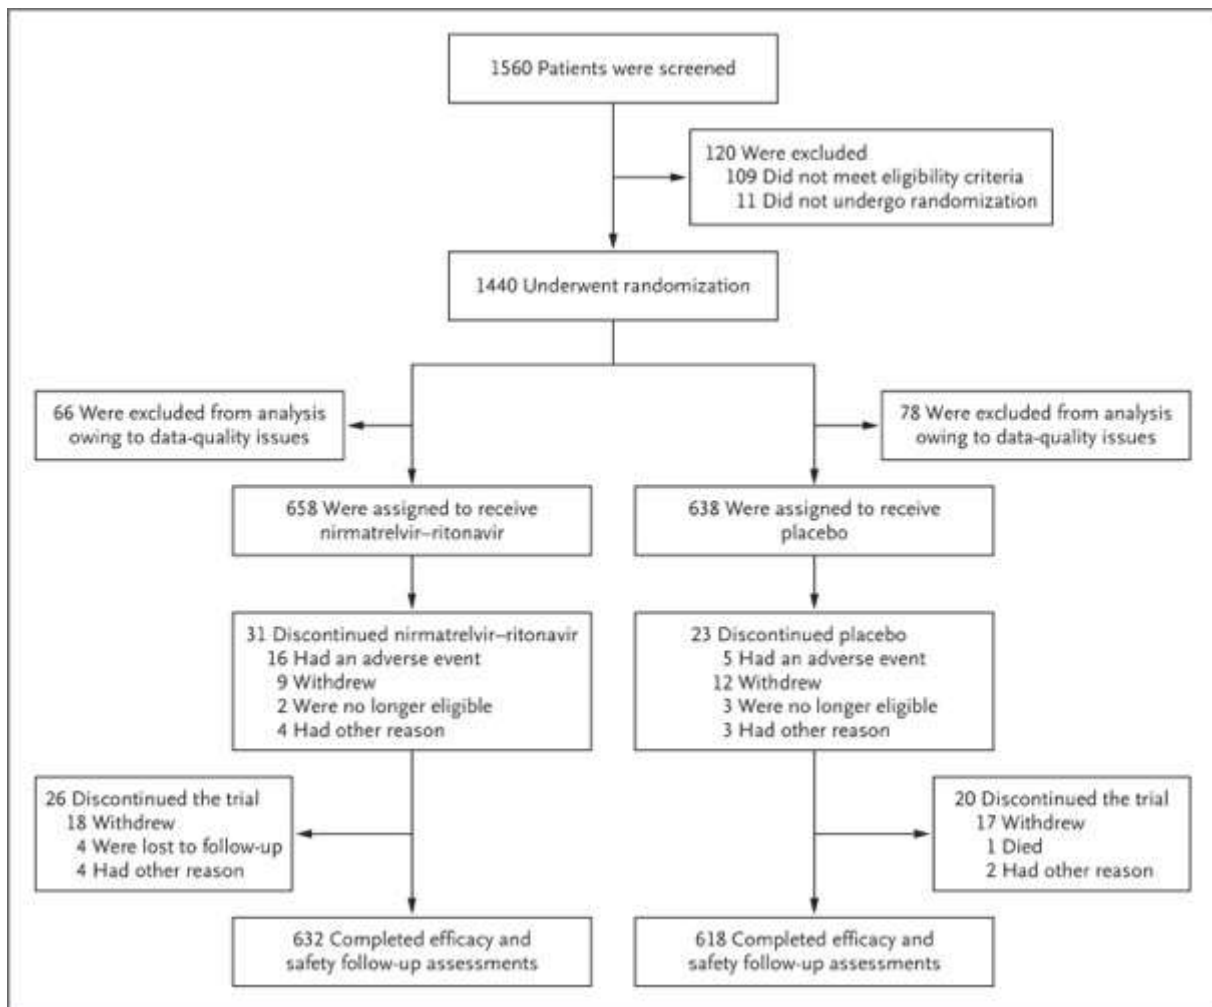 1560 Patients were screened
120 Were excluded
109 Did not meet eligibility criteria
11 Did not undergo randomization
1440 Underwent randomization
66 Were excluded from analysis
owing to data-quality issues
78 Were excluded from analysis
owing to data-quality issues
658 Were assigned to receive
nirmatrelvir–ritonavir
638 Were assigned to receive
placebo
31 Discontinued nirmatrelvir–ritonavir
16 Had an adverse event
9 Withdrew
2 Were no longer eligible
4 Had other reason
23 Discontinued placebo
5 Had an adverse event
12 Withdrew
3 Were no longer eligible
3 Had other reason
26 Discontinued the trial
18 Withdrew
4 Were lost to follow-up
4 Had other reason
20 Discontinued the trial
17 Withdrew
1 Died
2 Had other reason
632 Completed efficacy and
safety follow-up assessments
618 Completed efficacy and
safety follow-up assessments